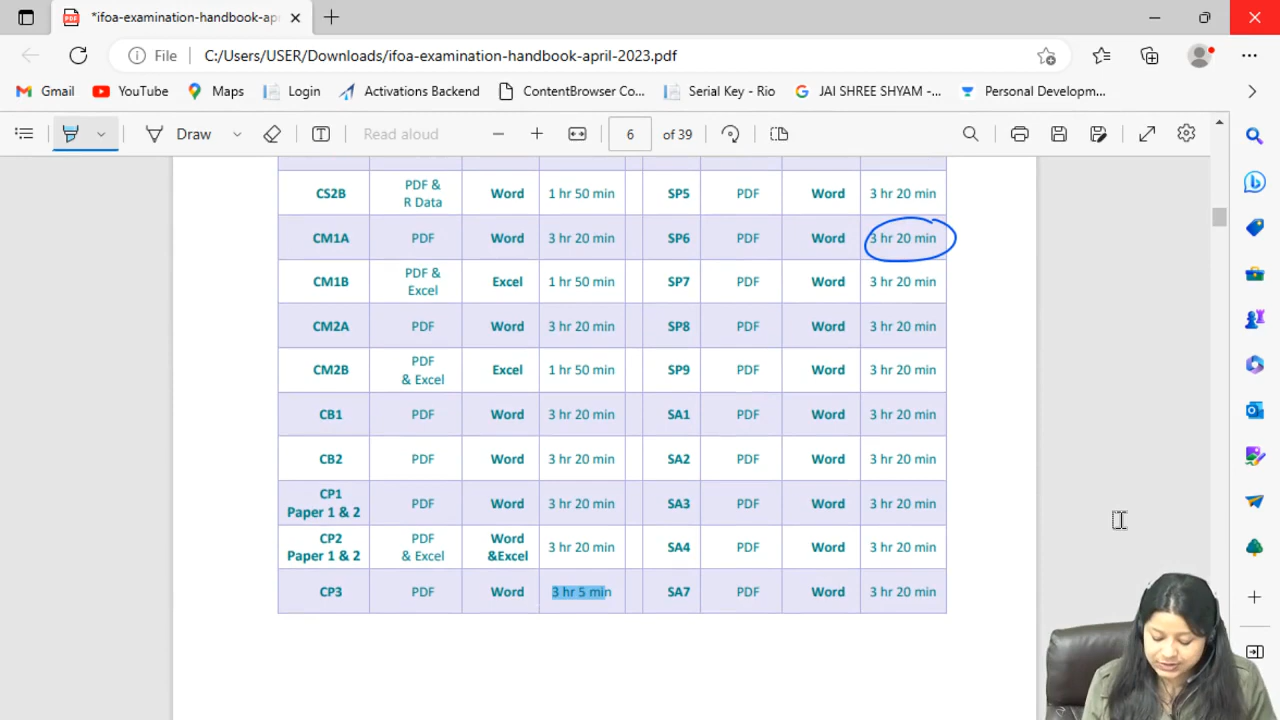 *ifoa-examination-handbook-apr
File
C:/Users/USER/Downloads/ifoa-examination-handbook-april-2023.pdf
Gmail YouTube Maps Login Activations Backend ContentBrowser Co... Serial Key - Rio JAI SHREE SHYAM -... Personal Developm...
Draw Read aloud 6 of 39
CS2B PDF & R Data Word 1 hr 50 min SP5 PDF Word 3 hr 20 min
CM1A PDF Word 3 hr 20 min SP6 PDF Word 3 hr 20 min
CM1B PDF & Excel Excel 1 hr 50 min SP7 PDF Word 3 hr 20 min
CM2A PDF Word 3 hr 20 min SP8 PDF Word 3 hr 20 min
CM2B PDF & Excel Excel 1 hr 50 min SP9 PDF Word 3 hr 20 min
CB1 PDF Word 3 hr 20 min SA1 PDF Word 3 hr 20 min
CB2 PDF Word 3 hr 20 min SA2 PDF Word 3 hr 20 min
CP1 Paper 1 & 2 PDF Word 3 hr 20 min SA3 PDF Word 3 hr 20 min
CP2 Paper 1 & 2 PDF & Excel Word &Excel 3 hr 20 min SA4 PDF Word 3 hr 20 min
CP3 PDF Word 3 hr 5 min SA7 PDF Word 3 hr 20 min